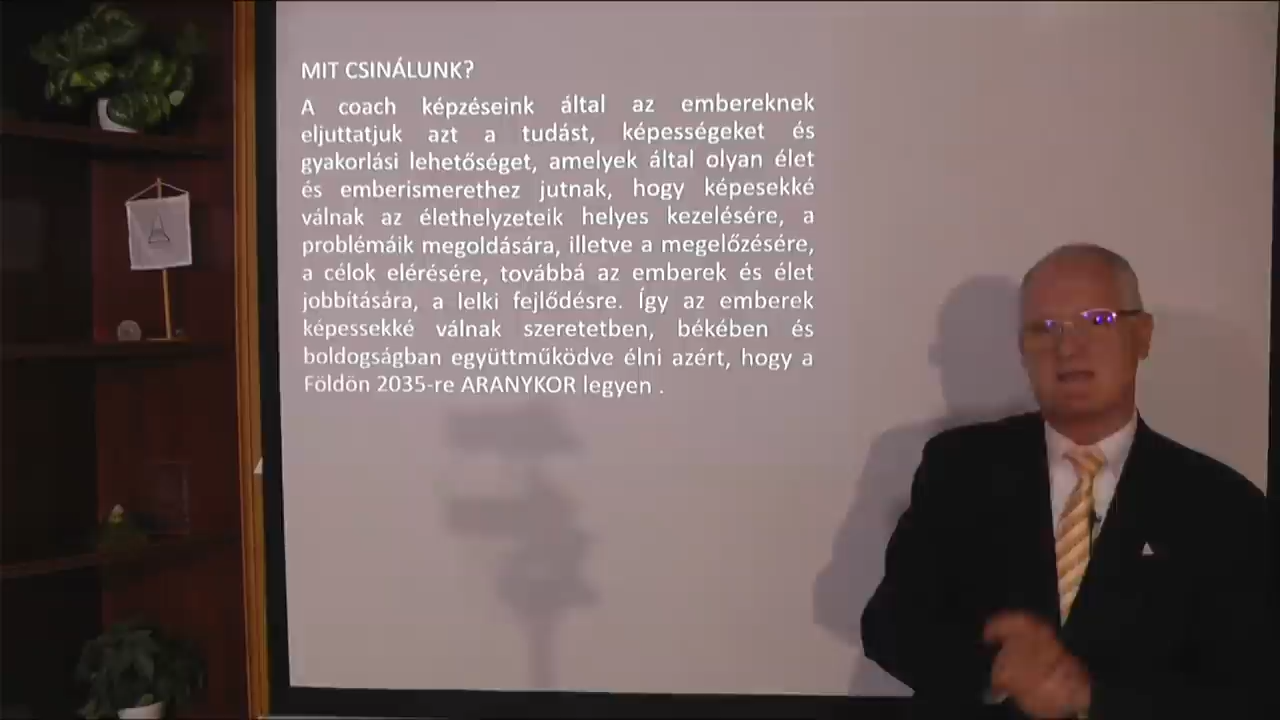 MIT CSINÁLUNK?
A coach képzéseink által az embereknek
eljuttatjuk azt a tudást, képességeket és
gyakorlási lehetőséget, amelyek által olyan élet
és emberismerethez jutnak, hogy képesekké
válnak az élethelyzeteik helyes kezelésére, a
problémáik megoldására, illetve a megelőzésére,
a célok elérésére, továbbá az emberek és élet
jobbítására, a lelki fejlődésre. Így az emberek
képessekké válnak szeretetben, békében és
boldogságban együttműködve élni azért, hogy a
Földön 2035-re ARANYKOR legyen .